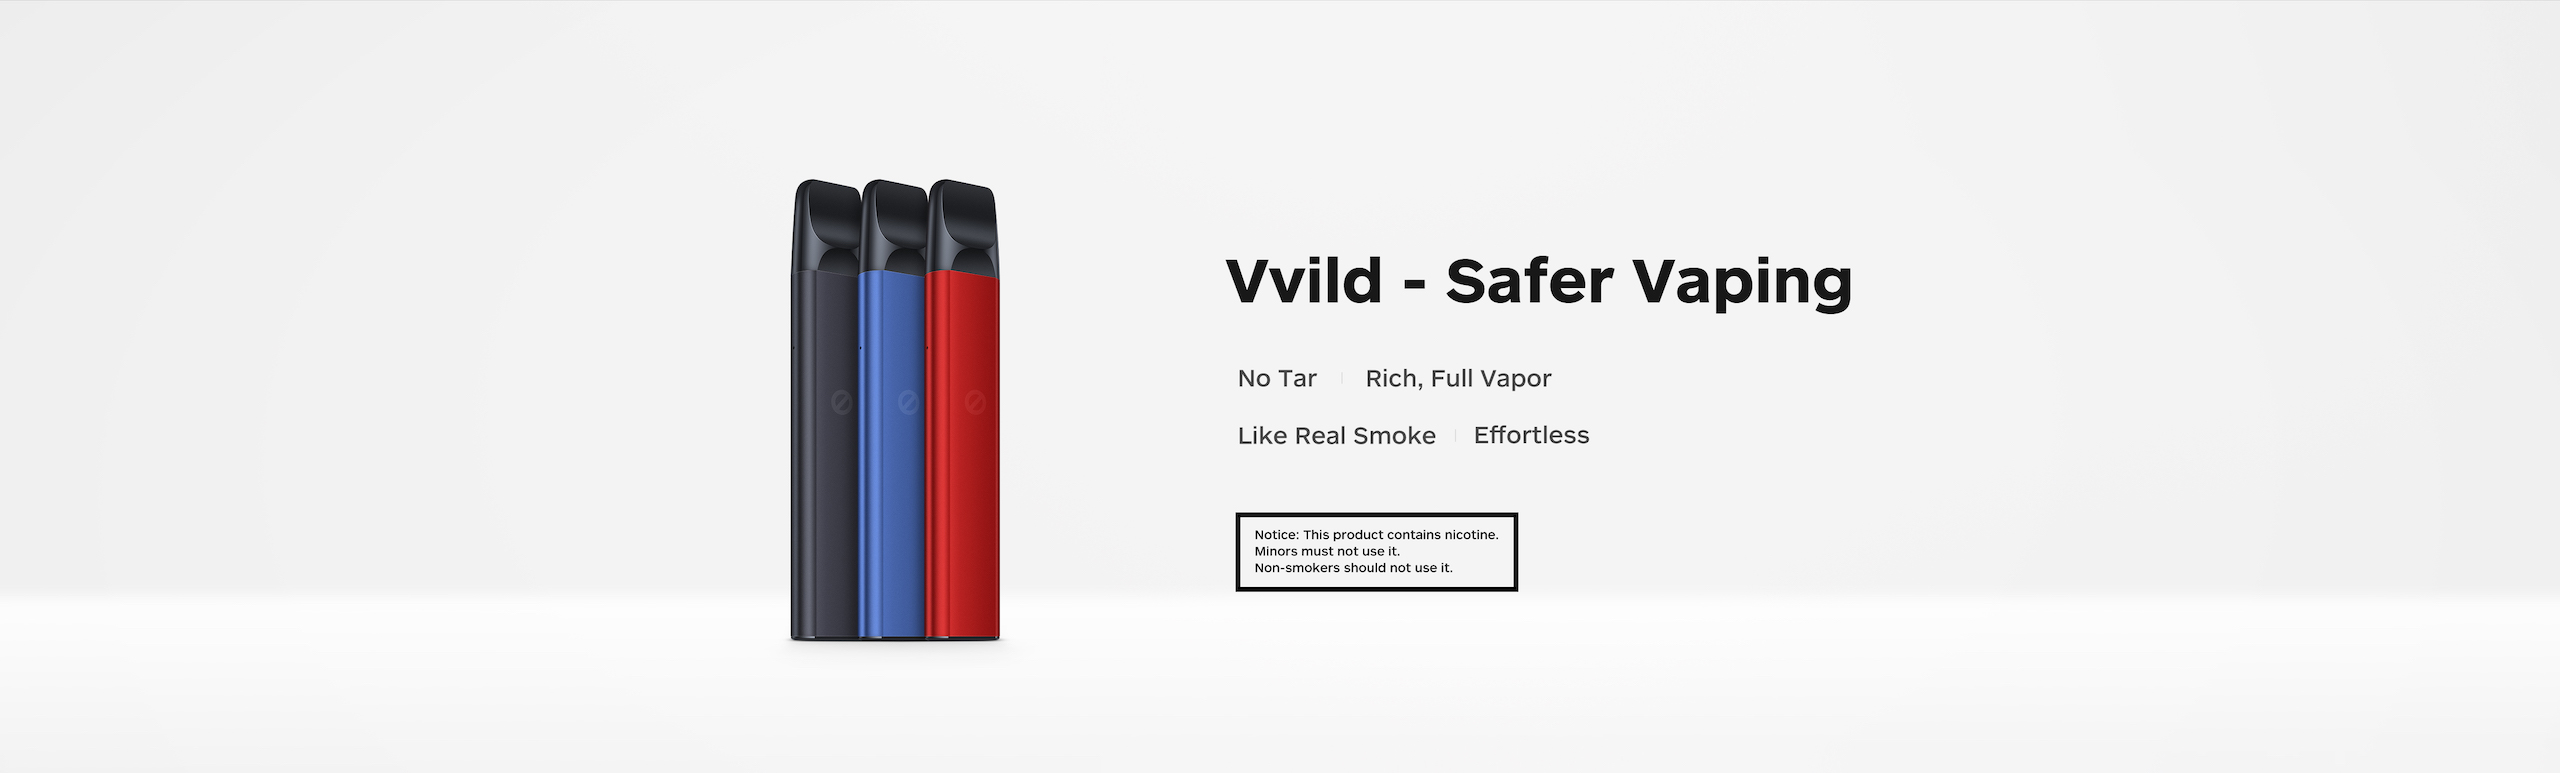 Vvild - Safer Vaping
No Tar
Rich, Full Vapor
Like Real Smoke
Effortless
Notice: This product contains nicotine.
Minors must not use it.
Non-smokers should not use it.